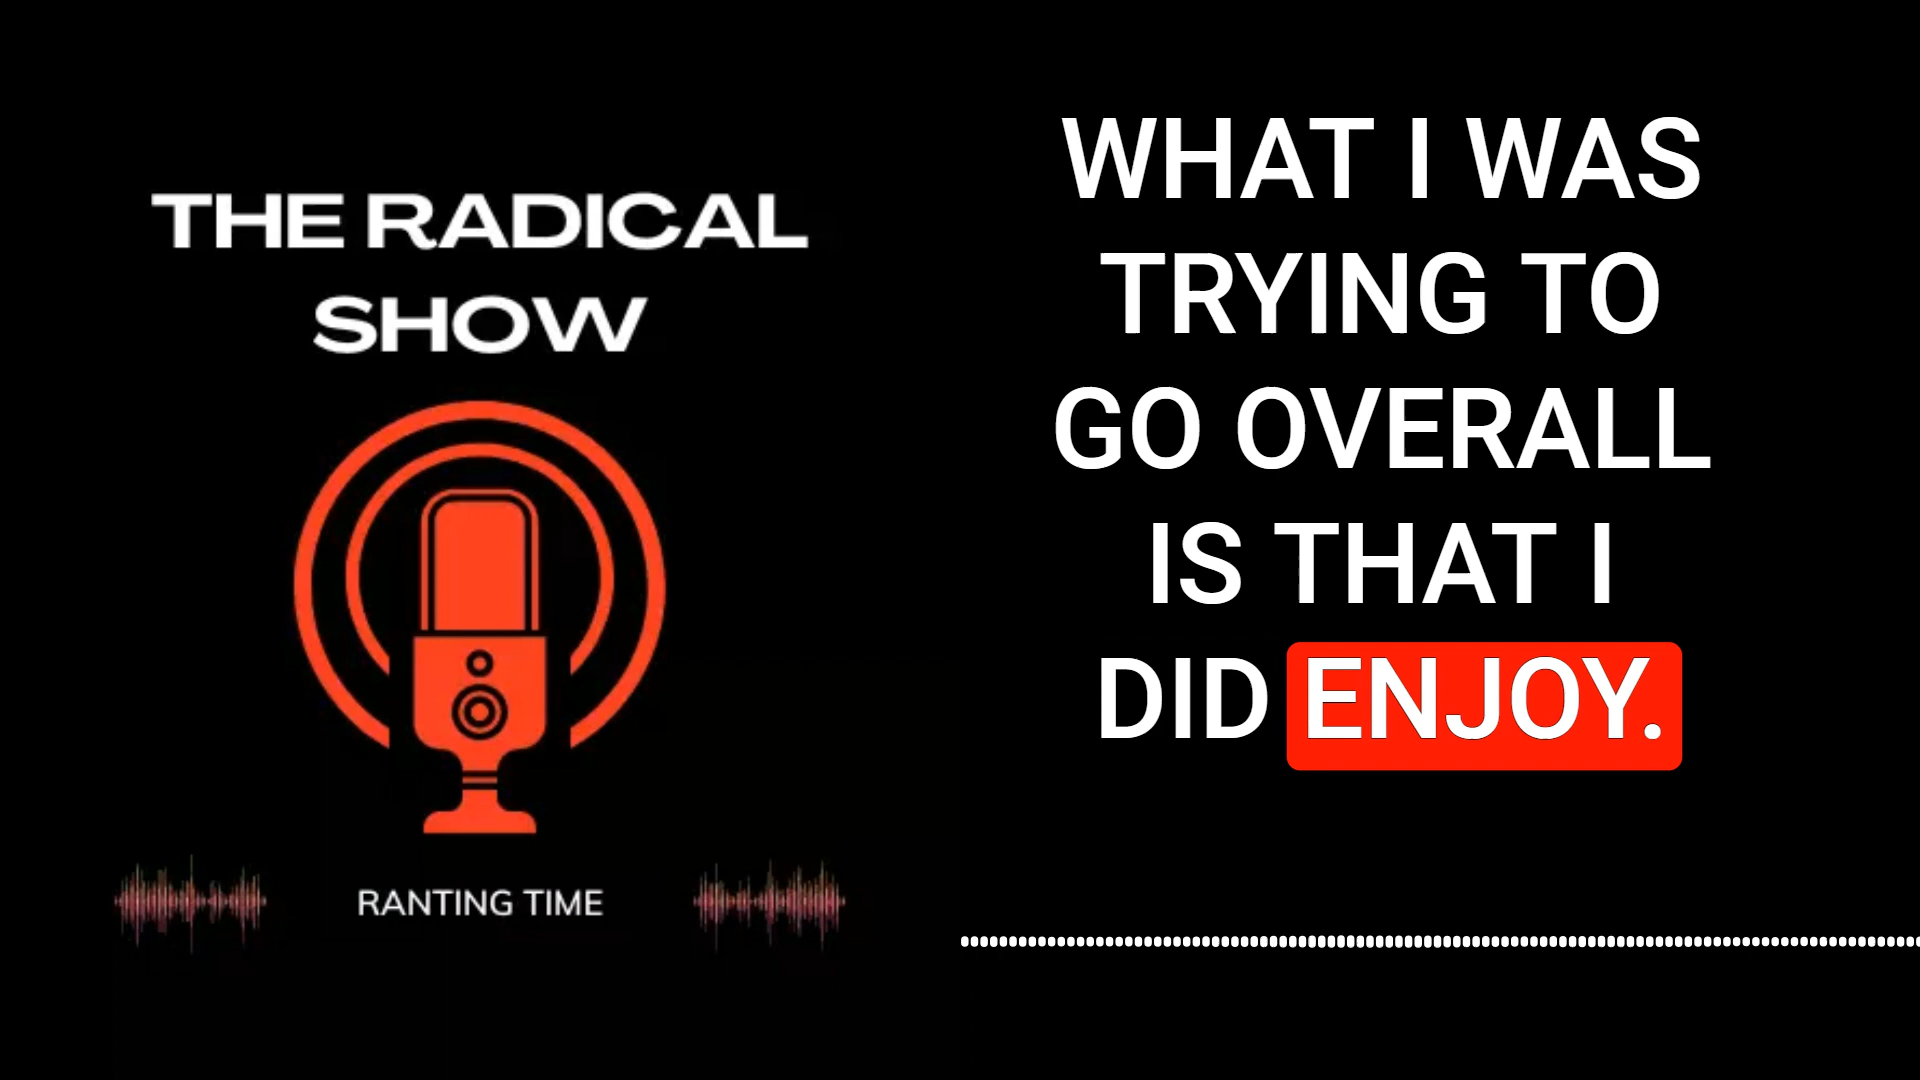 THE RADICAL
SHOW
RANTING TIME
WHAT I WAS
TRYING TO
GO OVERALL
IS THAT I
DID ENJOY.